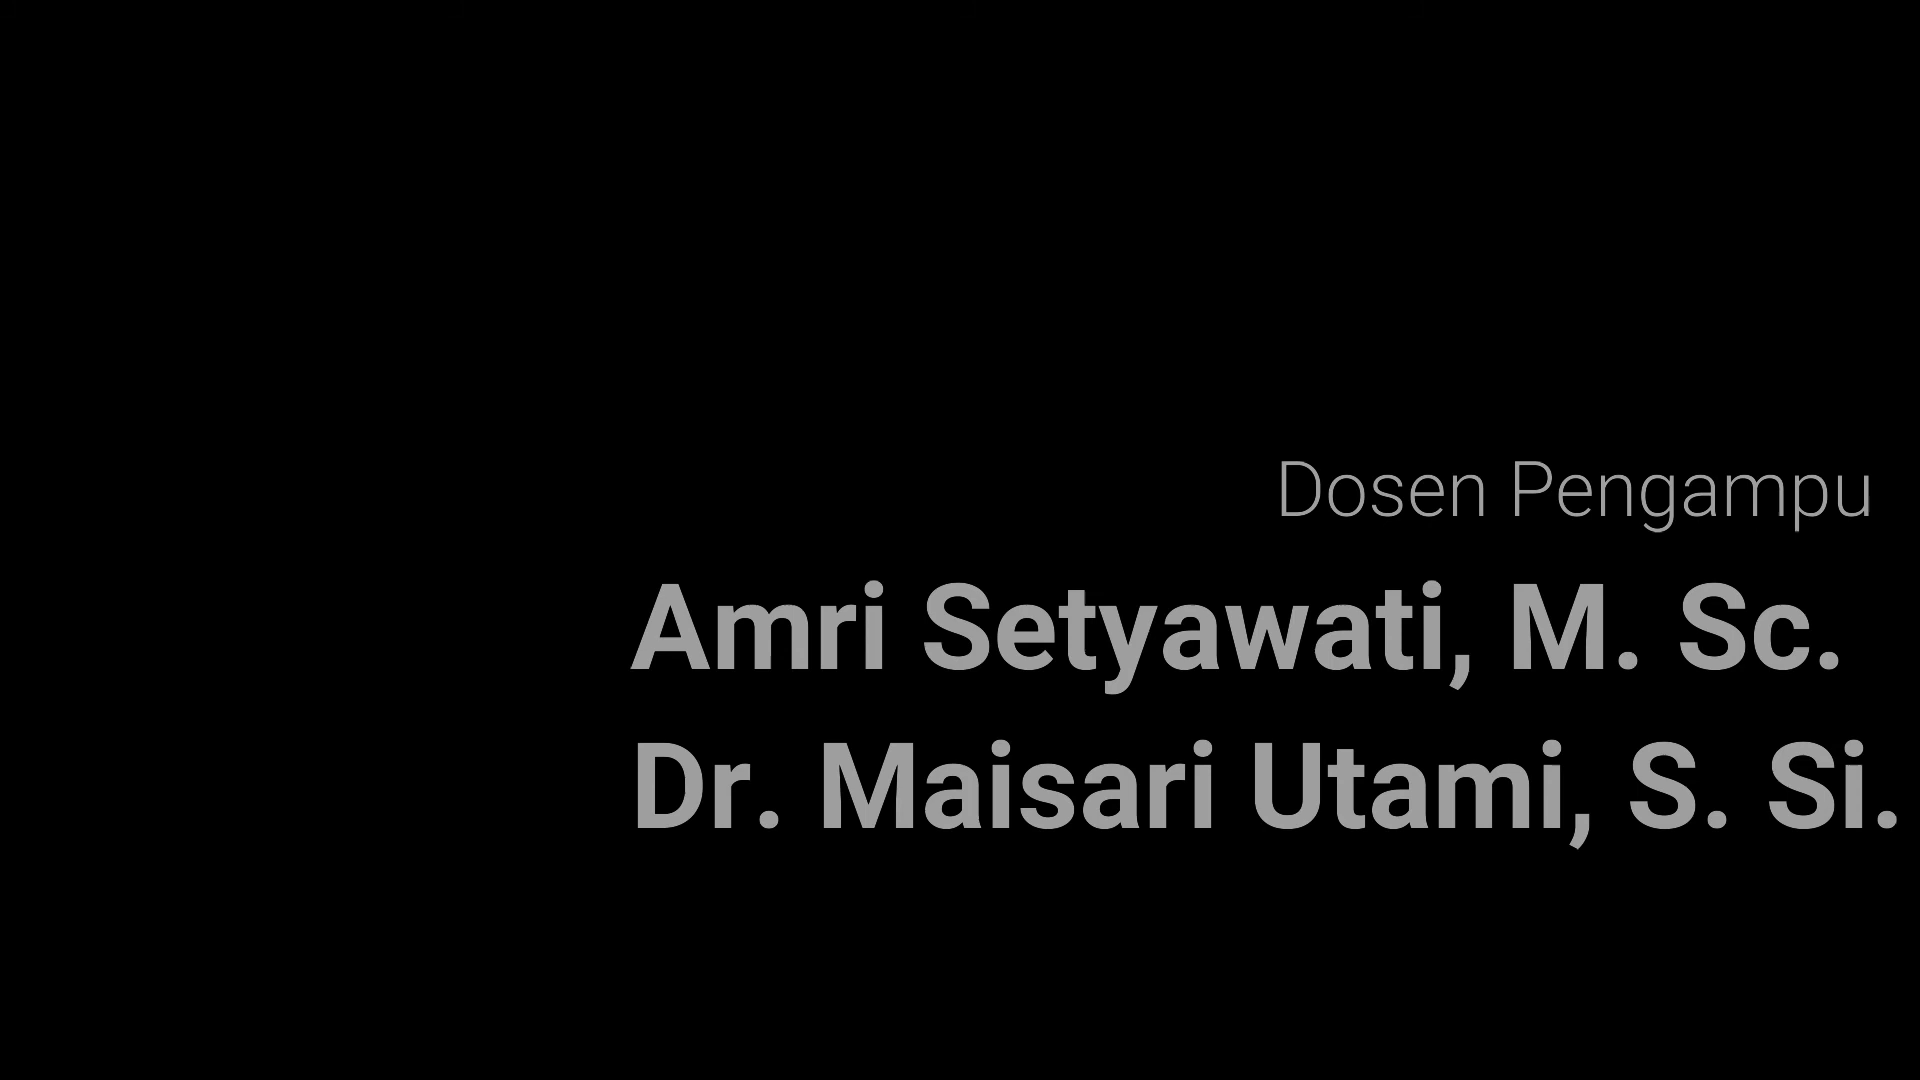 Dosen Pengampu
Amri Setyawati, M. Sc.
Dr. Maisari Utami, S. Si.